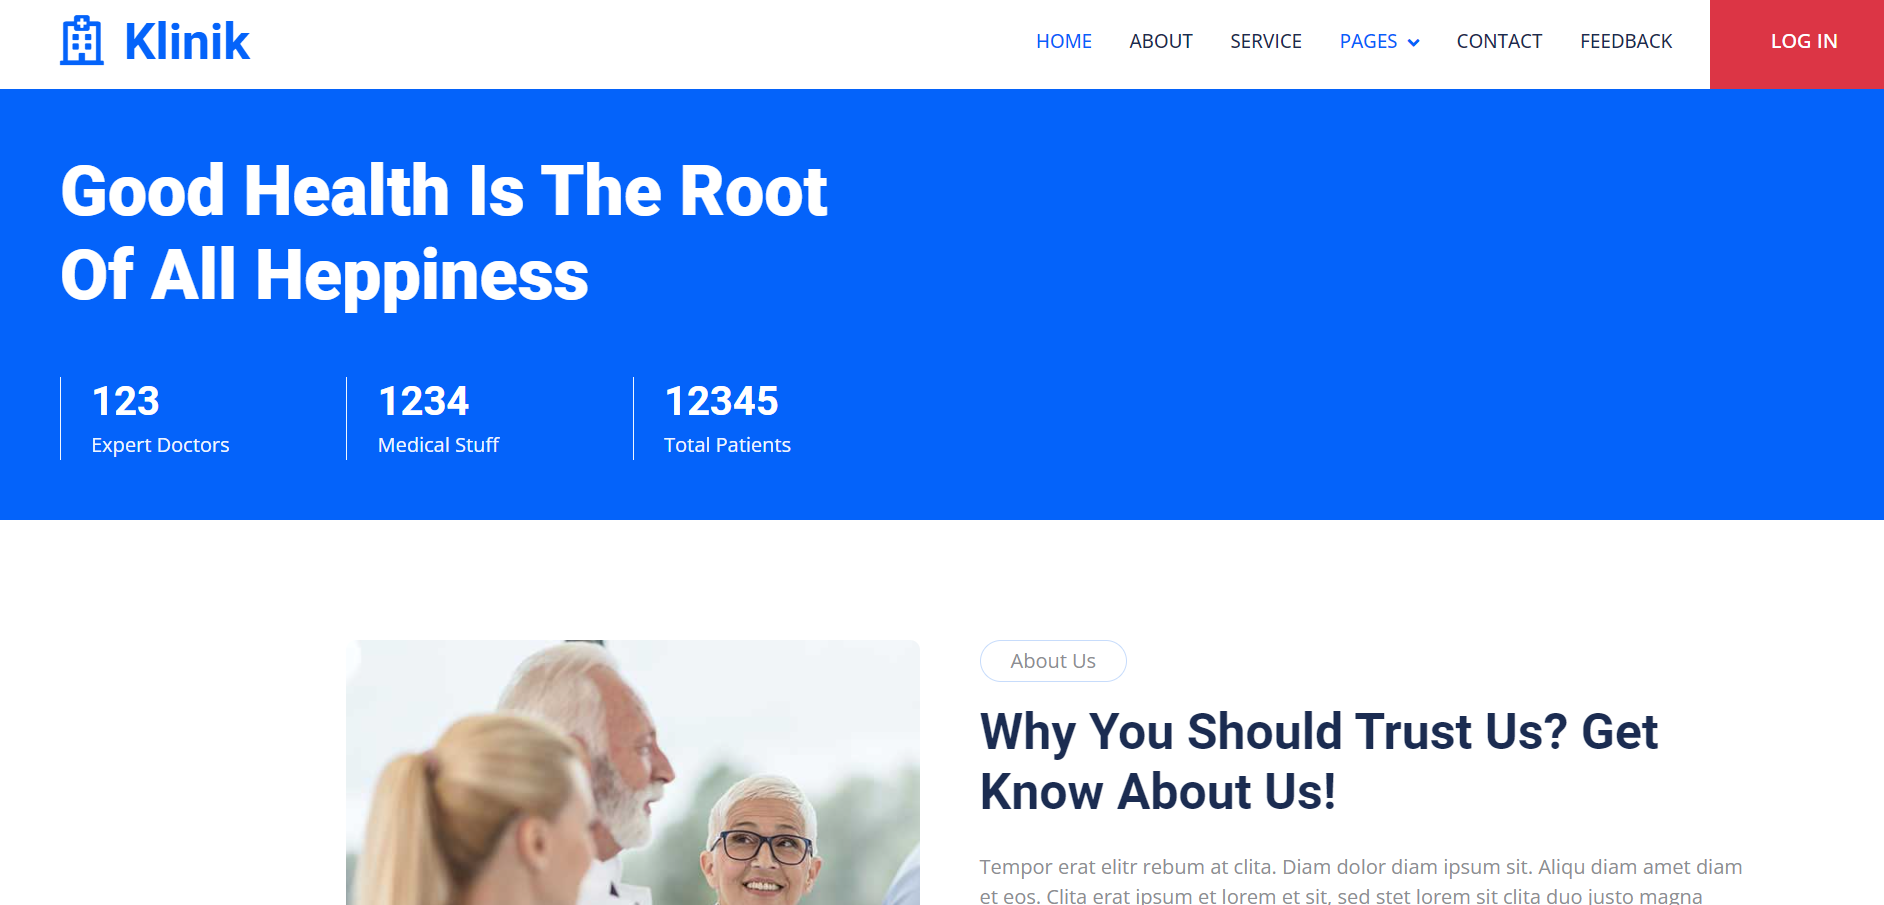 Klinik
HOME ABOUT SERVICE PAGES CONTACT FEEDBACK LOG IN
Good Health Is The Root
Of All Heppiness
123 1234 12345
Expert Doctors Medical Stuff Total Patients
About Us
Why You Should Trust Us? Get
Know About Us!
Tempor erat elitr rebum at clita. Diam dolor diam ipsum sit. Aliqu diam amet diam
et eos. Clita erat ipsum et lorem et sit, sed stet lorem sit clita duo justo magna